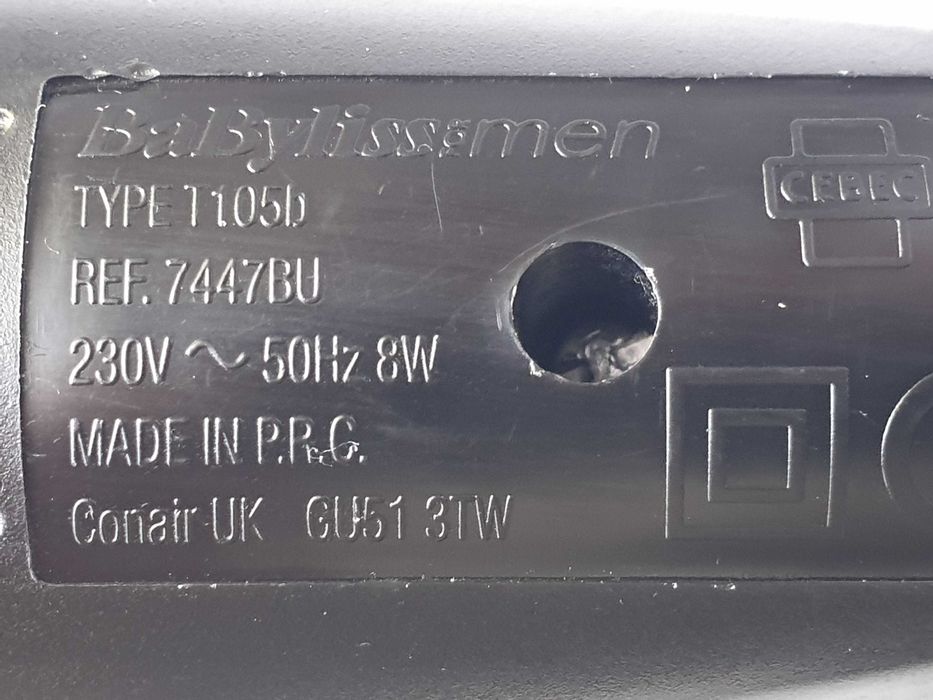 BaByliss for men
TYPE T105b
REF. 7447BU
230V ~ 50Hz 8W
MADE IN P.R.C.
Conair UK GU51 3TW
CEBEC